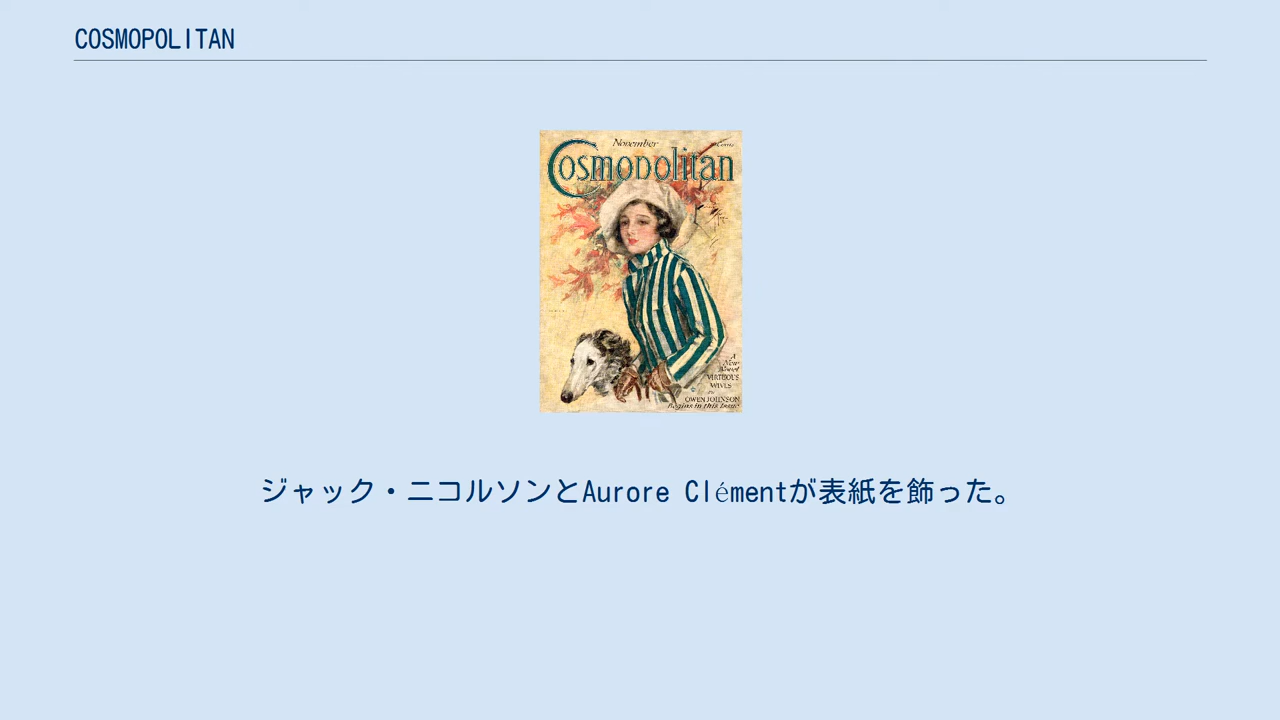 COSMOPOLITAN
November
Cents
Cosmopolitan
A
New
Novel
VIRTUOUS
WIVES
by
OWEN JOHNSON
Begins in this Issue
ジャック・ニコルソンとAurore Clémentが表紙を飾った。